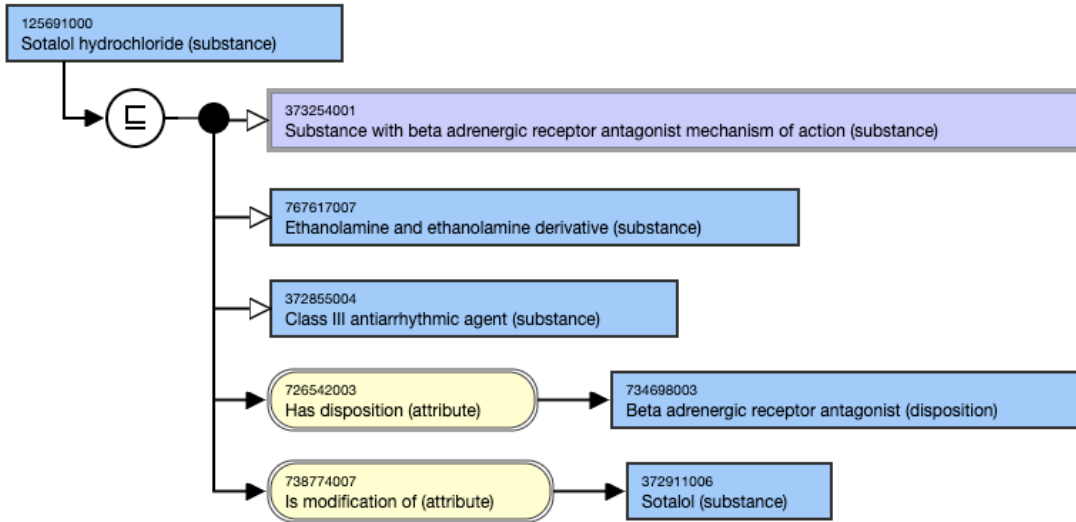 125691000
Sotalol hydrochloride (substance)
⊑
373254001
Substance with beta adrenergic receptor antagonist mechanism of action (substance)
767617007
Ethanolamine and ethanolamine derivative (substance)
372855004
Class III antiarrhythmic agent (substance)
726542003
Has disposition (attribute)
734698003
Beta adrenergic receptor antagonist (disposition)
738774007
Is modification of (attribute)
372911006
Sotalol (substance)